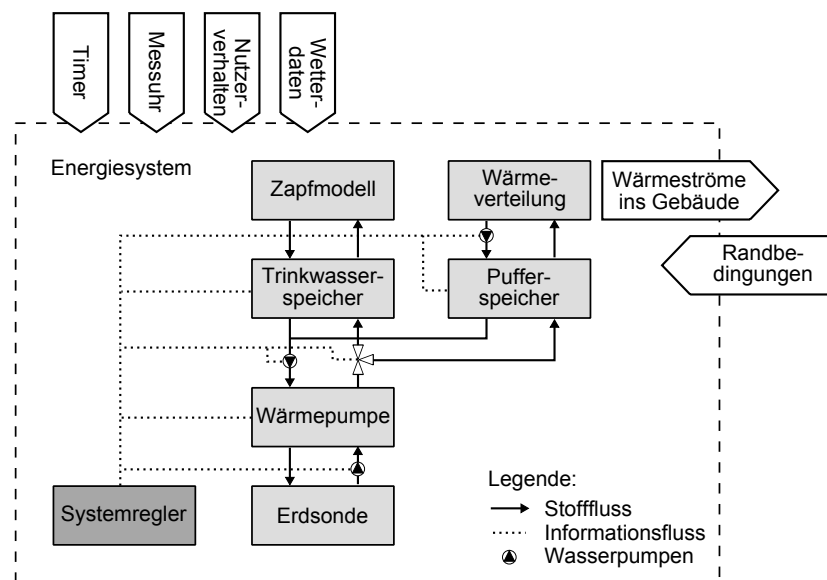 Timer
Messuhr
Nutzer-
verhalten
Wetter-
daten
Energiesystem
Zapfmodell
Wärme-
verteilung
Wärmeströme
ins Gebäude
Trinkwasser-
speicher
Puffer-
speicher
Randbe-
dingungen
Wärmepumpe
Systemregler
Erdsonde
Legende:
Stofffluss
Informationsfluss
Wasserpumpen